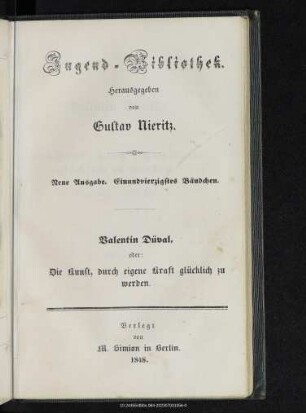 Jugend-Bibliothek.
Herausgegeben
von
Gustav Nieritz.
Neue Ausgabe. Einundvierzigstes Bändchen.
Valentin Düval,
oder:
Die Kunst, durch eigene Kraft glücklich zu
werden.
Verlegt
von
M. Simion in Berlin.
1848.